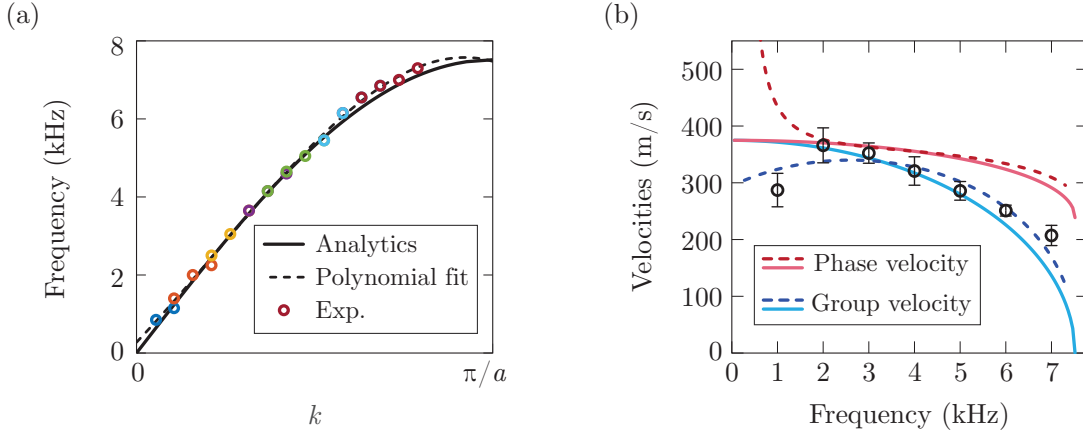 (a)
8
6
4
2
0
Frequency (kHz)
Analytics
Polynomial fit
Exp.
0
π/a
k
(b)
500
400
300
200
100
0
Velocities (m/s)
Phase velocity
Group velocity
0 1 2 3 4 5 6 7
Frequency (kHz)